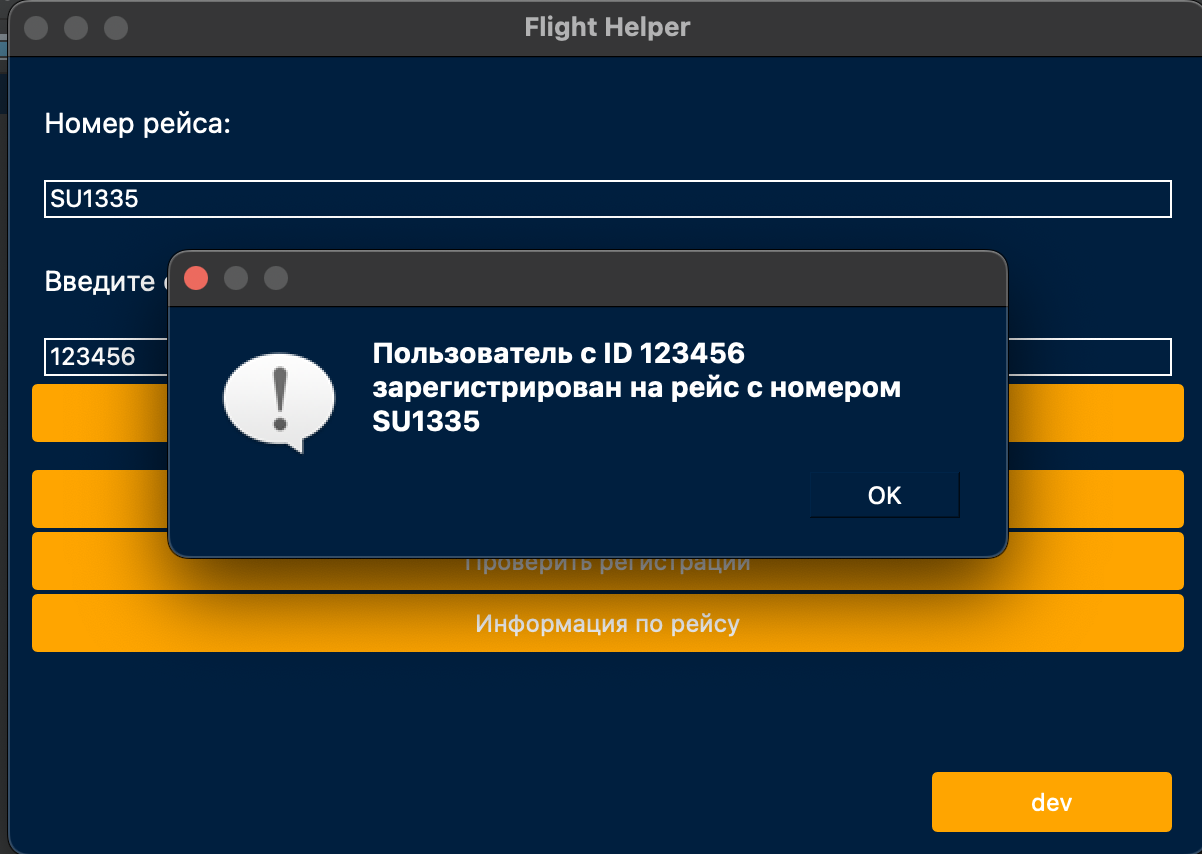 Flight Helper
Номер рейса:
SU1335
Введите
123456
Пользователь с ID 123456
зарегистрирован на рейс с номером
SU1335
OK
Проверить регистрации
Информация по рейсу
dev